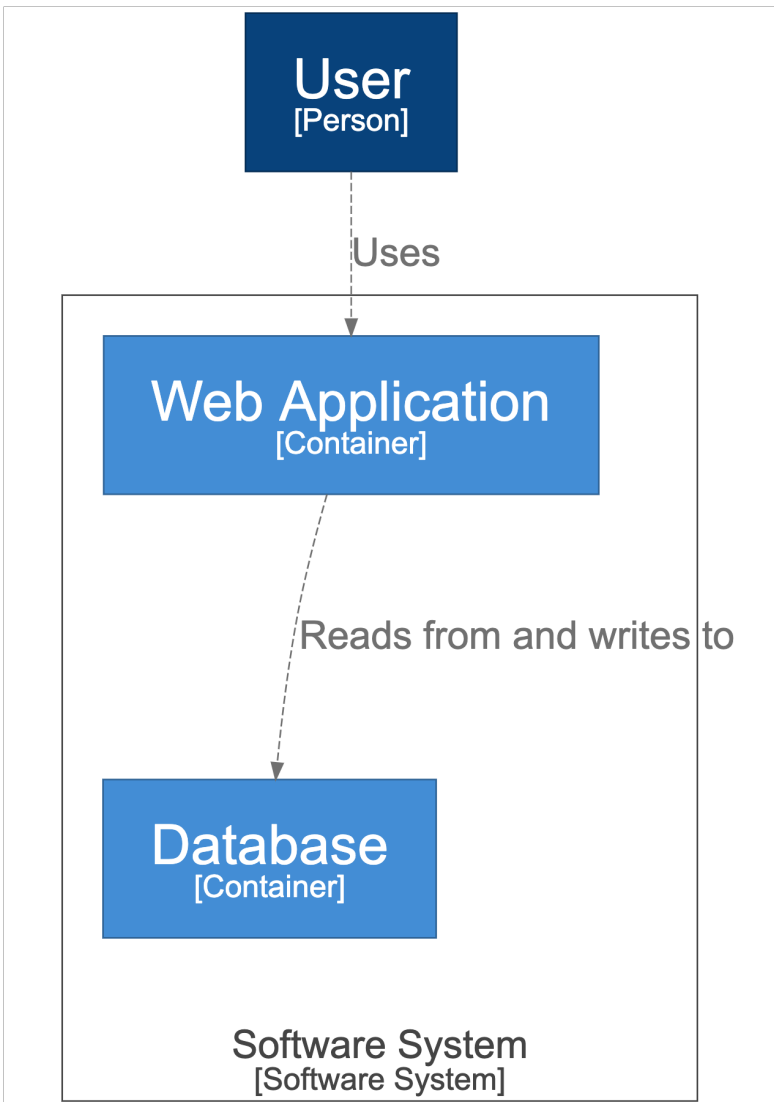 User
[Person]
Uses
Web Application
[Container]
Reads from and writes to
Database
[Container]
Software System
[Software System]